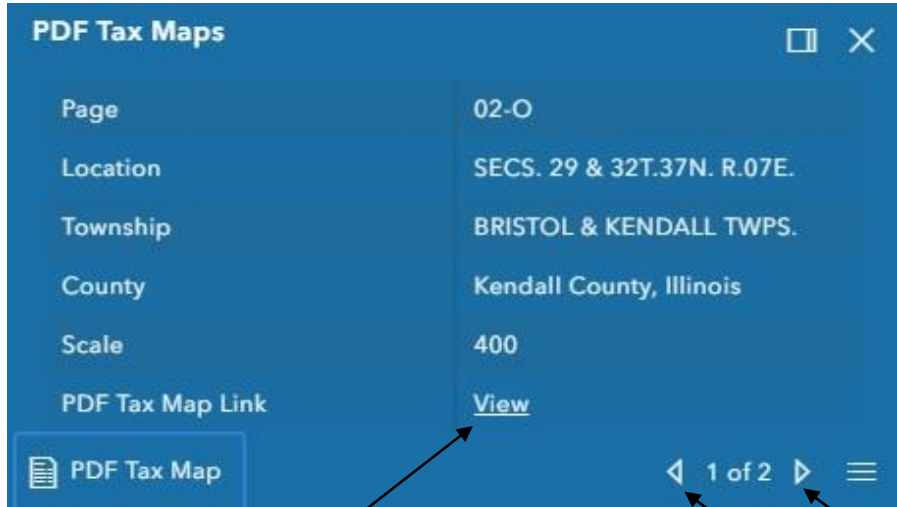 PDF Tax Maps
Page 02-O
Location SECS. 29 & 32T.37N. R.07E.
Township BRISTOL & KENDALL TWPS.
County Kendall County, Illinois
Scale 400
PDF Tax Map Link View
PDF Tax Map 1 of 2